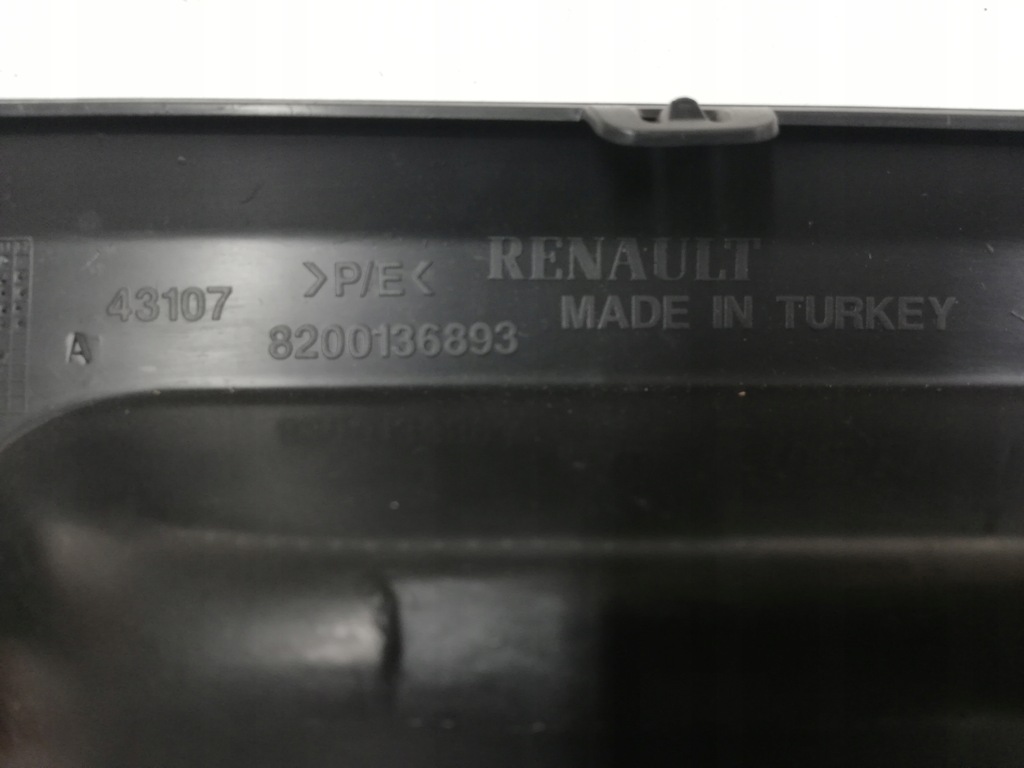 RENAULT
>P/E<
43107
MADE IN TURKEY
8200136893
A